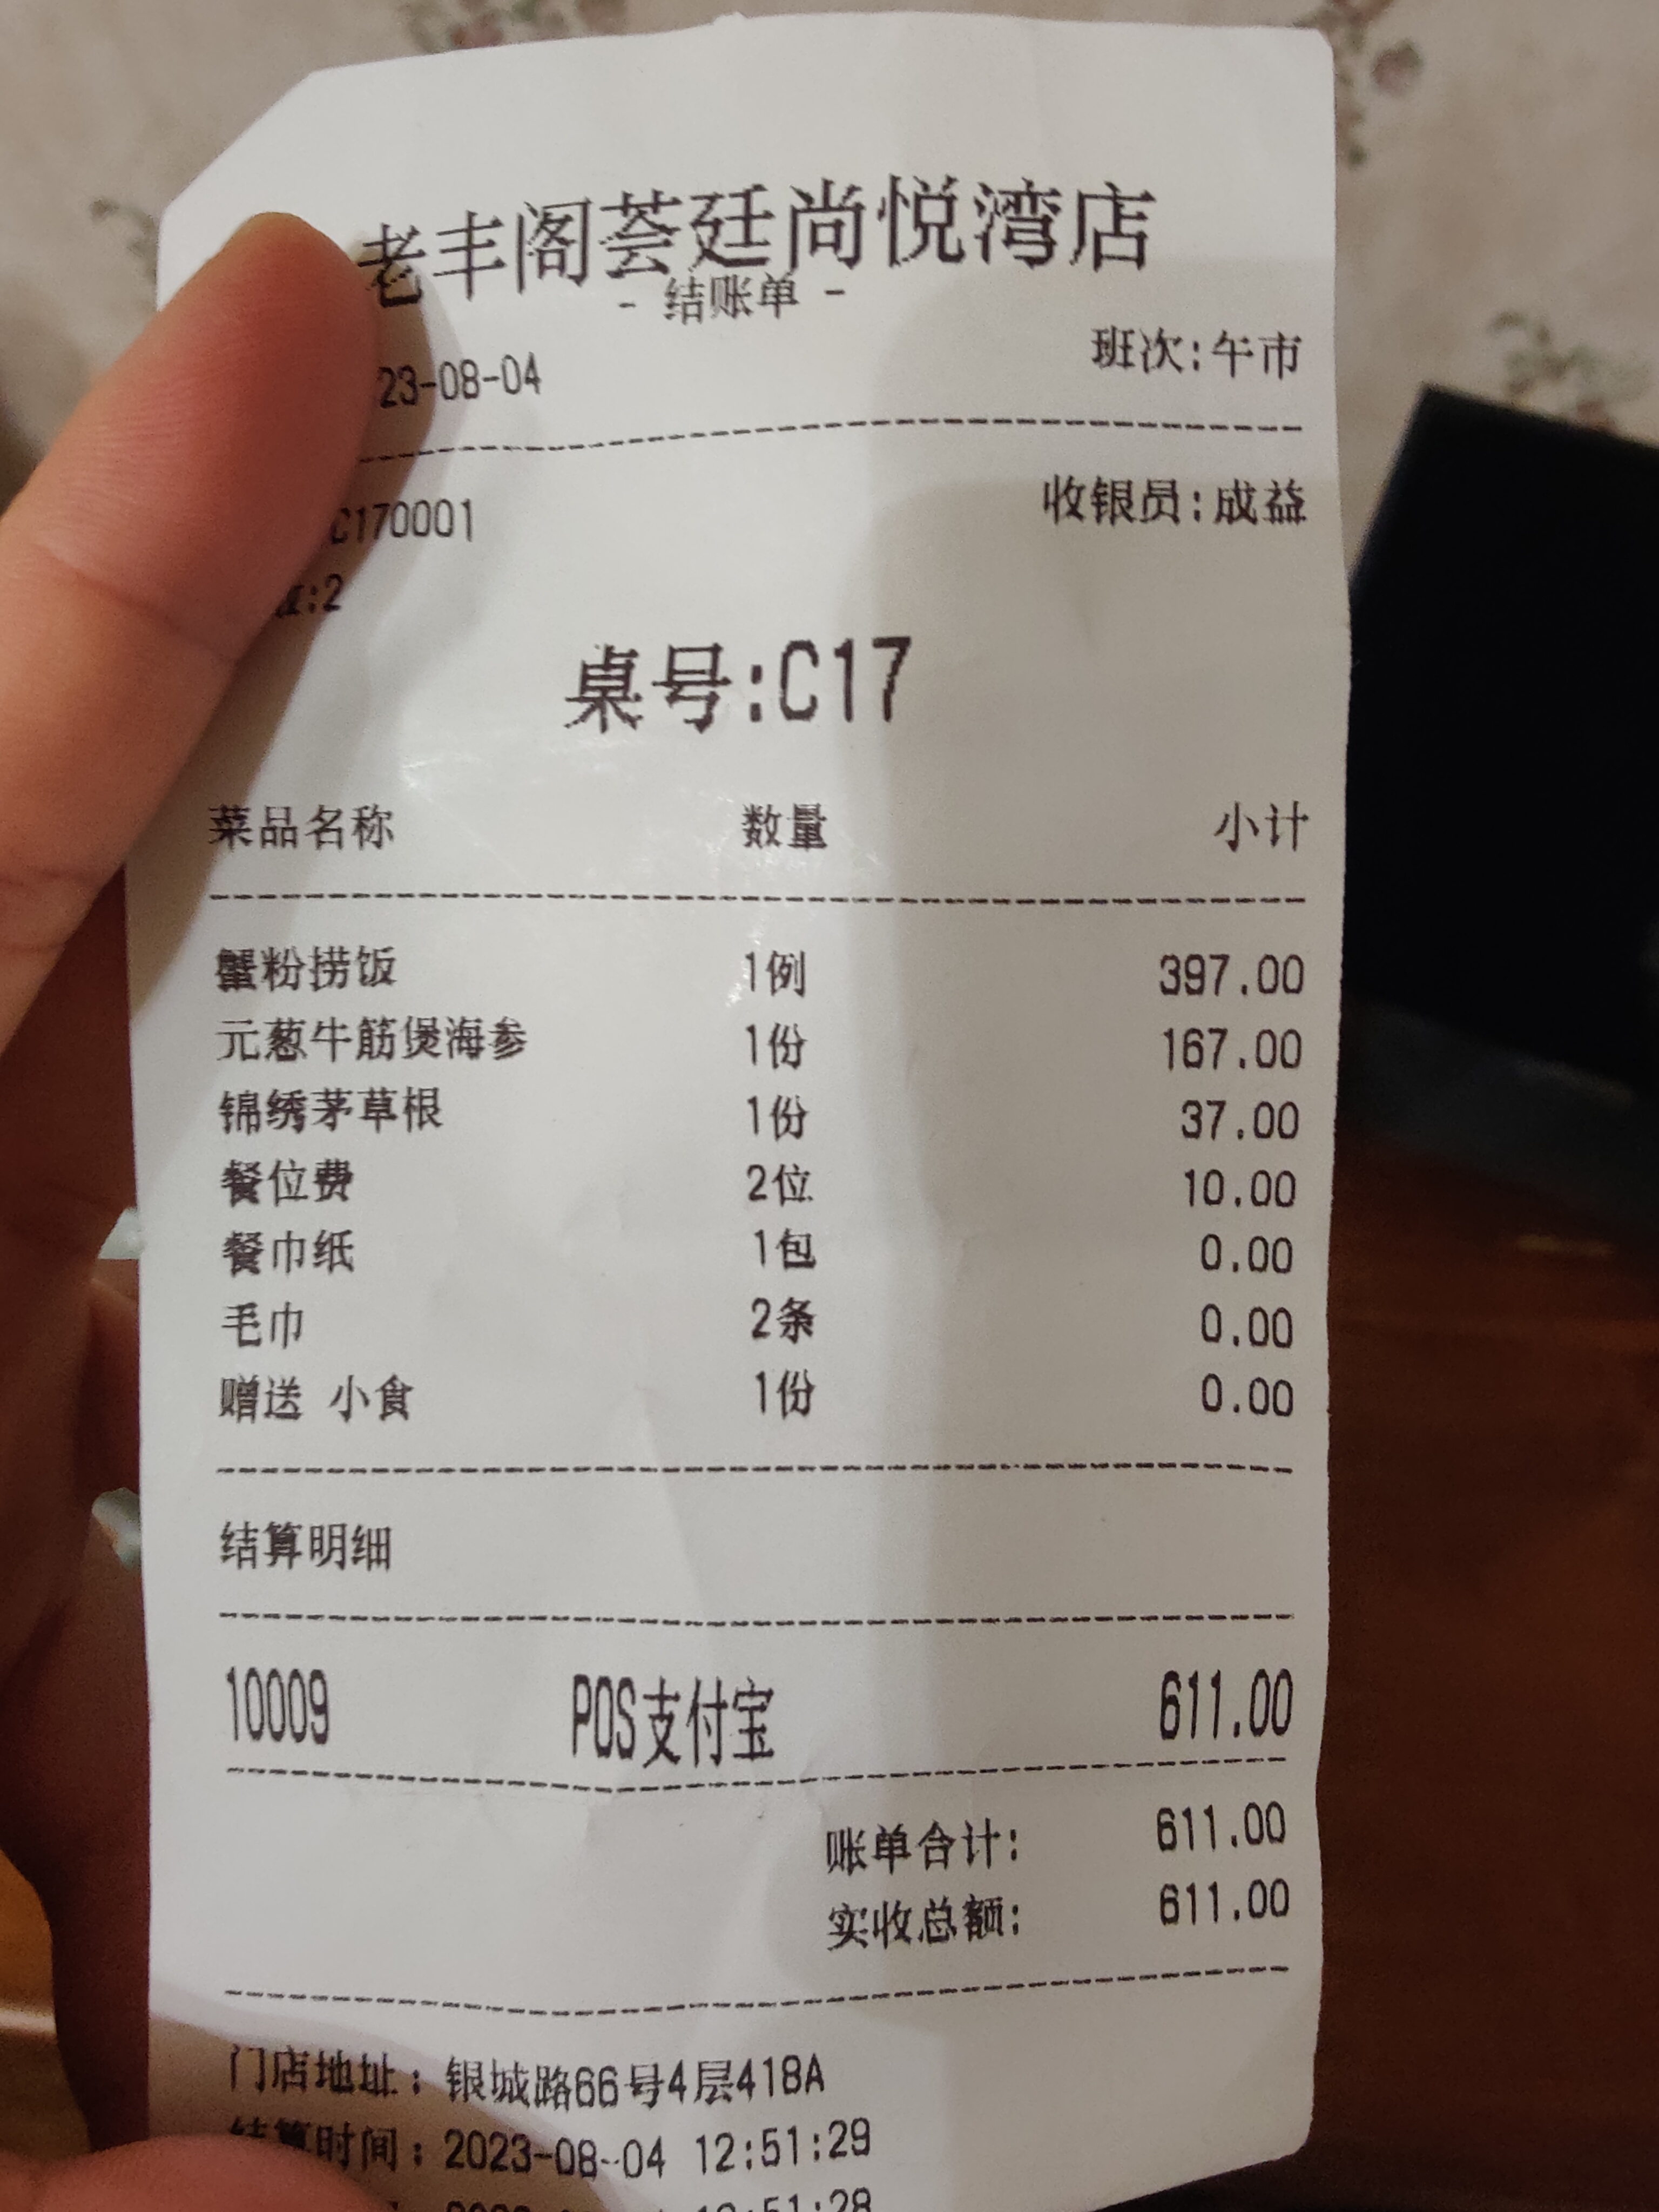 老丰阁荟廷尚悦湾店
- 结账单 -
23-08-04 班次:午市
C170001 收银员:成益
:2
桌号:C17
菜品名称 数量 小计
蟹粉捞饭 1例 397.00
元葱牛筋煲海参 1份 167.00
锦绣茅草根 1份 37.00
餐位费 2位 10.00
餐巾纸 1包 0.00
毛巾 2条 0.00
赠送 小食 1份 0.00
结算明细
10009 POS支付宝 611.00
账单合计: 611.00
实收总额: 611.00
门店地址: 银城路66号4层418A
结算时间: 2023-08-04 12:51:29